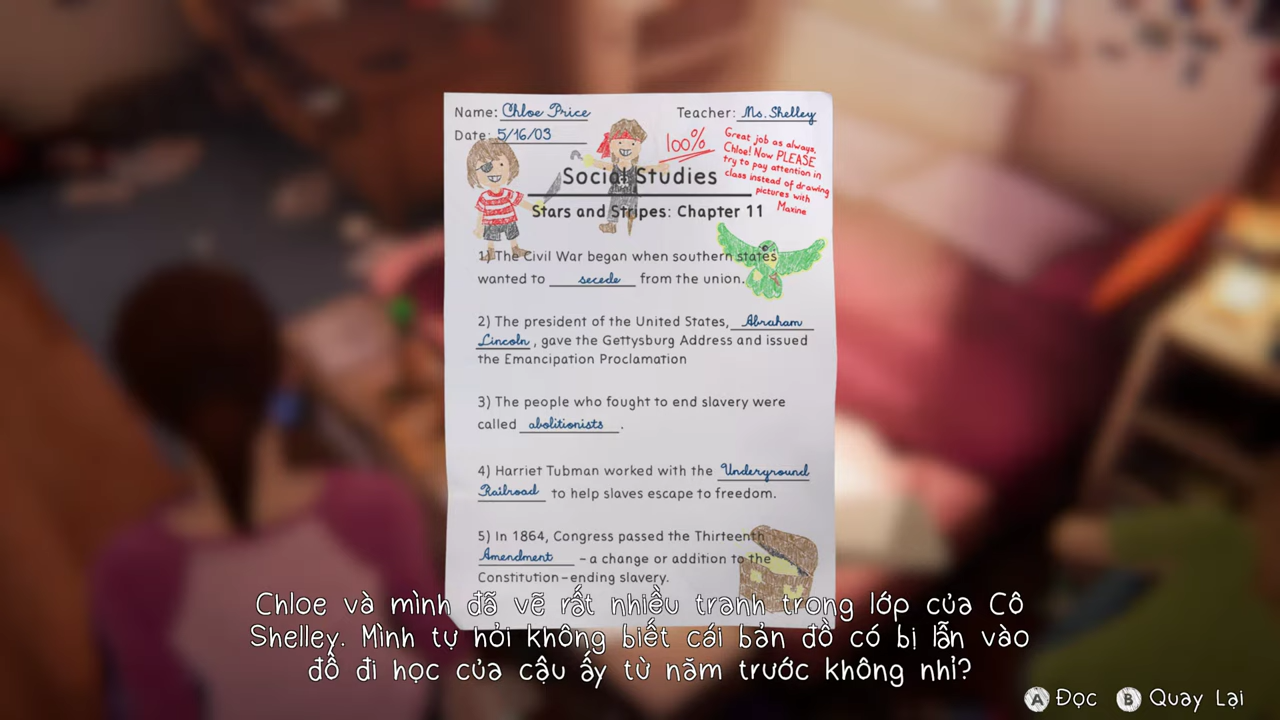 Name: Chloe Price
Teacher: Ms. Shelley
Date: 5/16/03
100%
Great job as always,
Chloe! Now PLEASE
try to pay attention in
class instead of drawing
pictures with
Maxine
Social Studies
Stars and Stripes: Chapter 11
1) The Civil War began when southern states
wanted to secede from the union.
2) The president of the United States, Abraham
Lincoln, gave the Gettysburg Address and issued
the Emancipation Proclamation
3) The people who fought to end slavery were
called abolitionists.
4) Harriet Tubman worked with the Underground
Railroad to help slaves escape to freedom.
5) In 1864, Congress passed the Thirteenth
Amendment – a change or addition to the
Constitution – ending slavery.
Chloe và mình đã vẽ rất nhiều tranh trong lớp của Cô
Shelley. Mình tự hỏi không biết cái bản đồ có bị lẫn vào
đồ đi học của cậu ấy từ năm trước không nhỉ?
A Đọc B Quay Lại